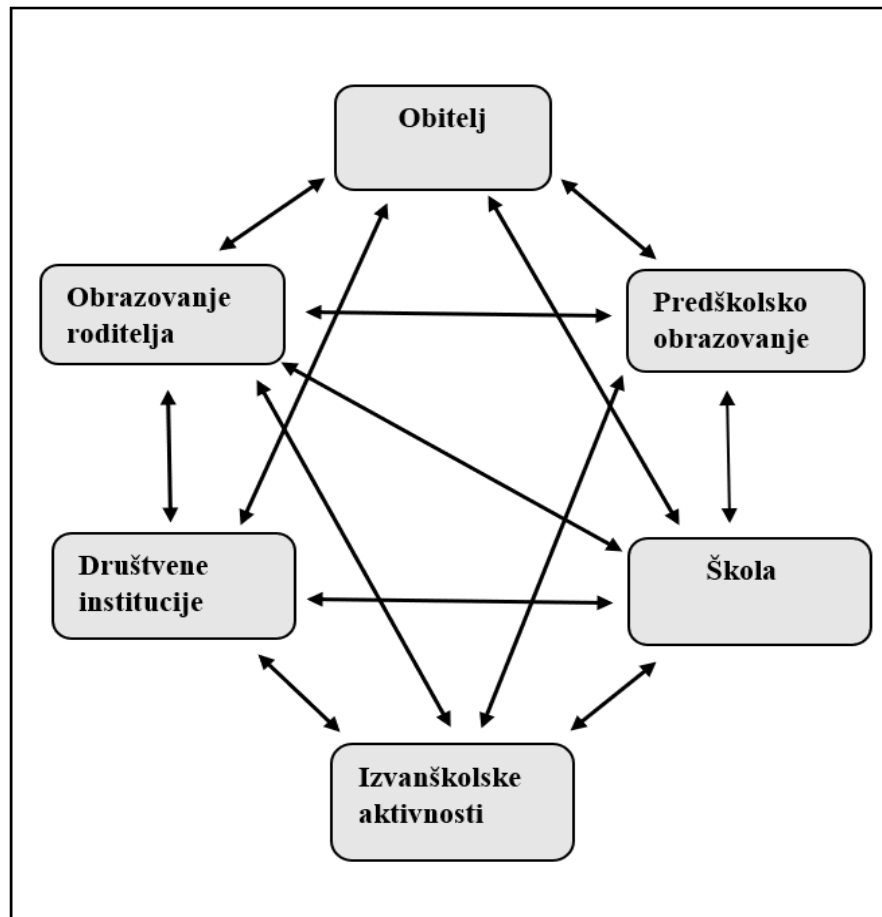 Obitelj
Obrazovanje
roditelja
Predškolsko
obrazovanje
Društvene
institucije
Škola
Izvanškolske
aktivnosti